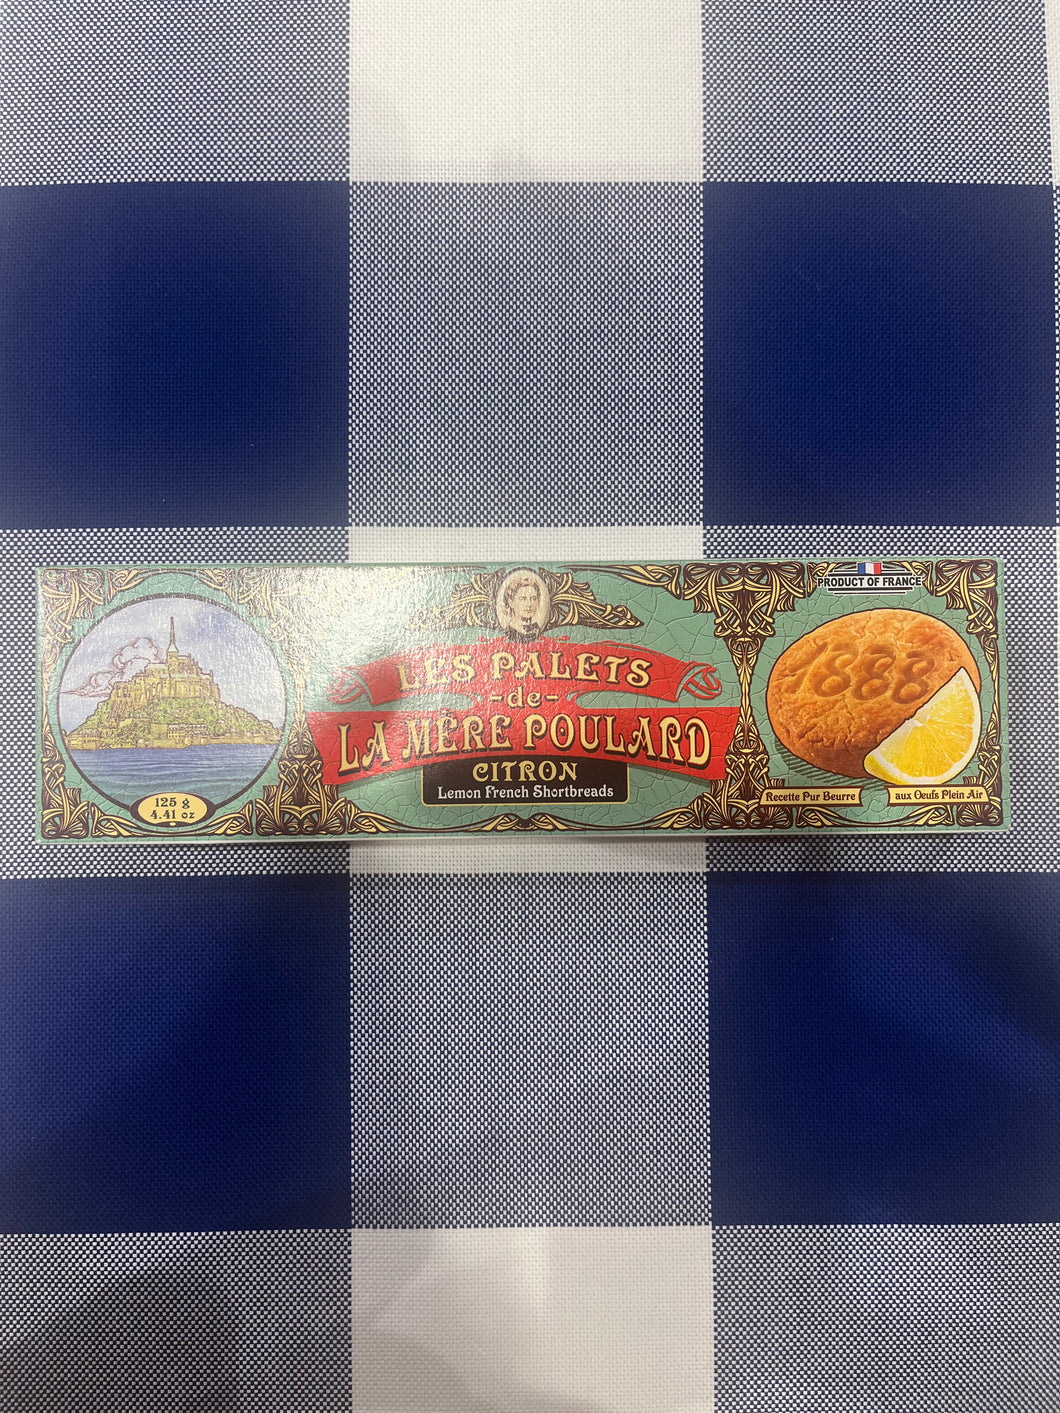 PRODUCT OF FRANCE
LES PALETS
-de-
LA MÈRE POULARD
CITRON
Lemon French Shortbreads
1888
125 g
4.41 oz
Recette Pur Beurre
aux Oeufs Plein Air